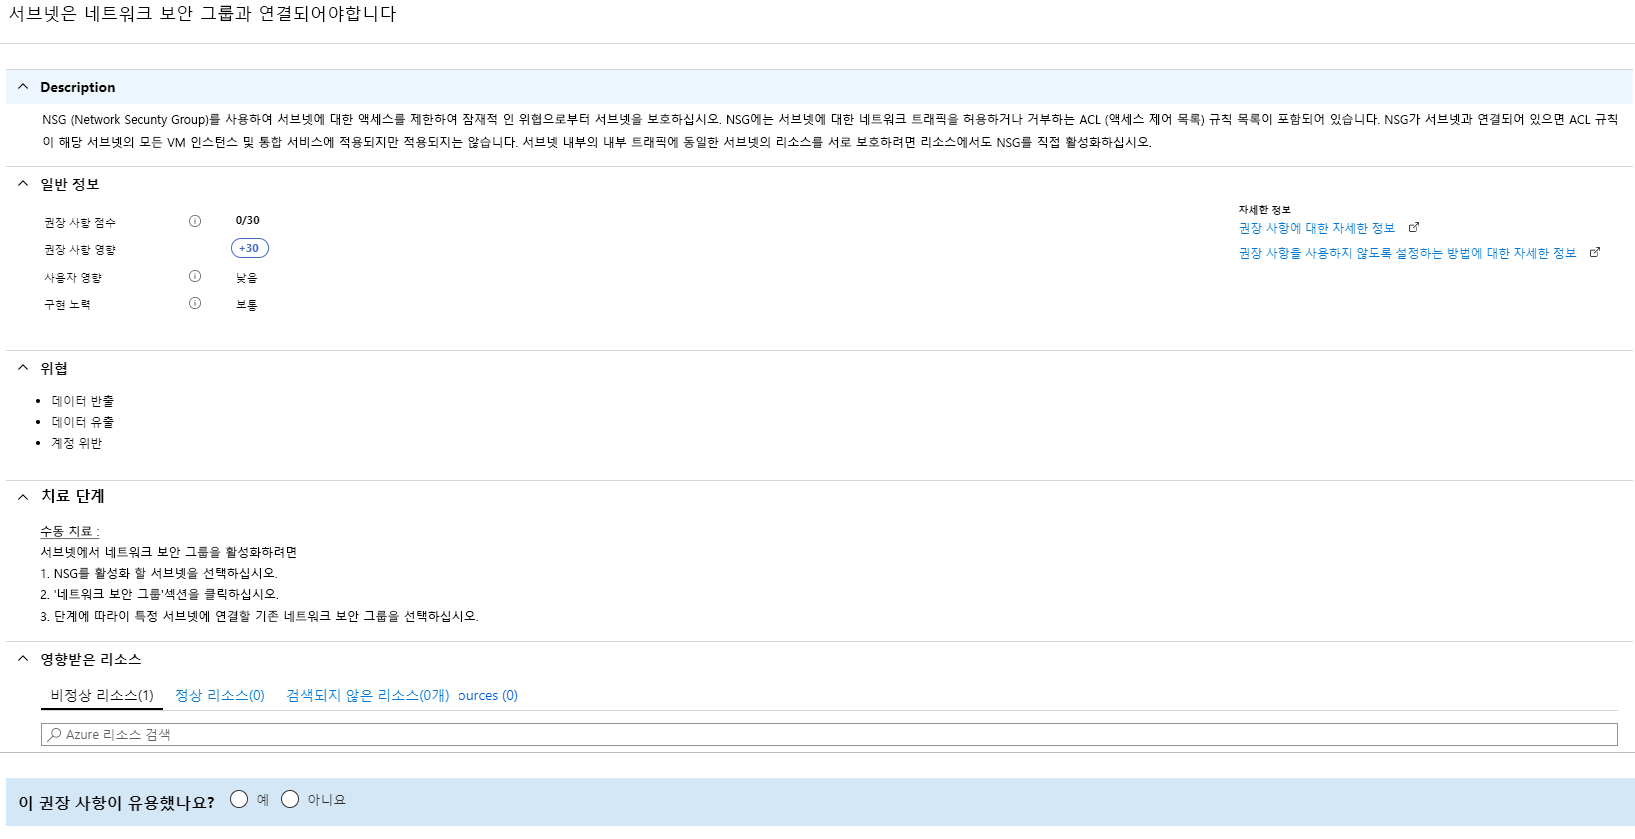 서브넷은 네트워크 보안 그룹과 연결되어야합니다
Description
NSG (Network Secunty Group)를 사용하여 서브넷에 대한 액세스를 제한하여 잠재적 인 위협으로부터 서브넷을 보호하십시오. NSG에는 서브넷에 대한 네트워크 트래픽을 허용하거나 거부하는 ACL (액세스 제어 목록) 규칙 목록이 포함되어 있습니다. NSG가 서브넷과 연결되어 있으면 ACL 규칙
이 해당 서브넷의 모든 VM 인스턴스 및 통합 서비스에 적용되지만 적용되지는 않습니다. 서브넷 내부의 내부 트래픽에 동일한 서브넷의 리소스를 서로 보호하려면 리소스에서도 NSG를 직접 활성화하십시오.
일반 정보
권장 사항 점수 0/30
권장 사항 영향 +30
사용자 영향 낮음
구현 노력 보통
자세한 정보
권장 사항에 대한 자세한 정보
권장 사항을 사용하지 않도록 설정하는 방법에 대한 자세한 정보
위협
• 데이터 반출
• 데이터 유출
• 계정 위반
치료 단계
수동 치료 :
서브넷에서 네트워크 보안 그룹을 활성화하려면
1. NSG를 활성화 할 서브넷을 선택하십시오.
2. '네트워크 보안 그룹'섹션을 클릭하십시오.
3. 단계에 따라이 특정 서브넷에 연결할 기존 네트워크 보안 그룹을 선택하십시오.
영향받은 리소스
비정상 리소스(1) 정상 리소스(0) 검색되지 않은 리소스(0개) ources (0)
Azure 리소스 검색
이 권장 사항이 유용했나요? 예 아니요